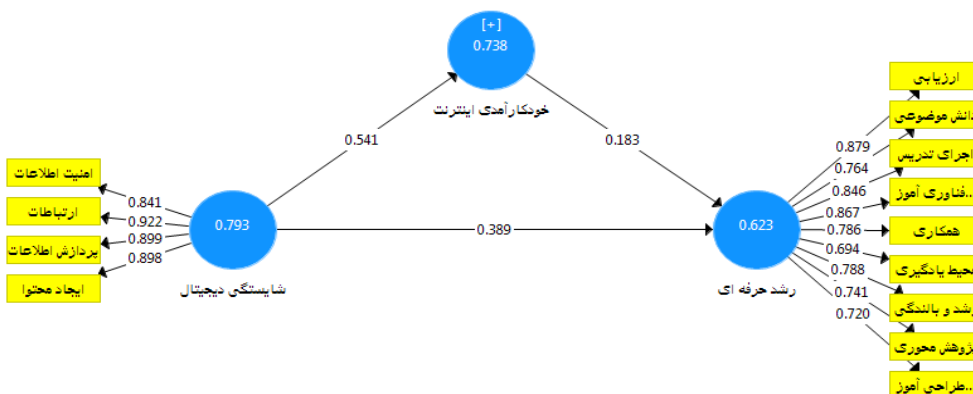 [+]
0.738
خودکارآمدی اینترنت
0.541
0.183
امنیت اطلاعات
ارتباطات
پردازش اطلاعات
ایجاد محتوا
0.841
0.922
0.899
0.898
0.793
شایستگی دیجیتال
0.389
0.623
رشد حرفه ای
0.879
0.764
0.846
0.867
0.786
0.694
0.788
0.741
0.720
ارزیابی
دانش موضوعی
اجرای تدریس
فناوری آموز...
همکاری
محیط یادگیری
رشد و بالندگی
پژوهش محوری
طراحی آموز...